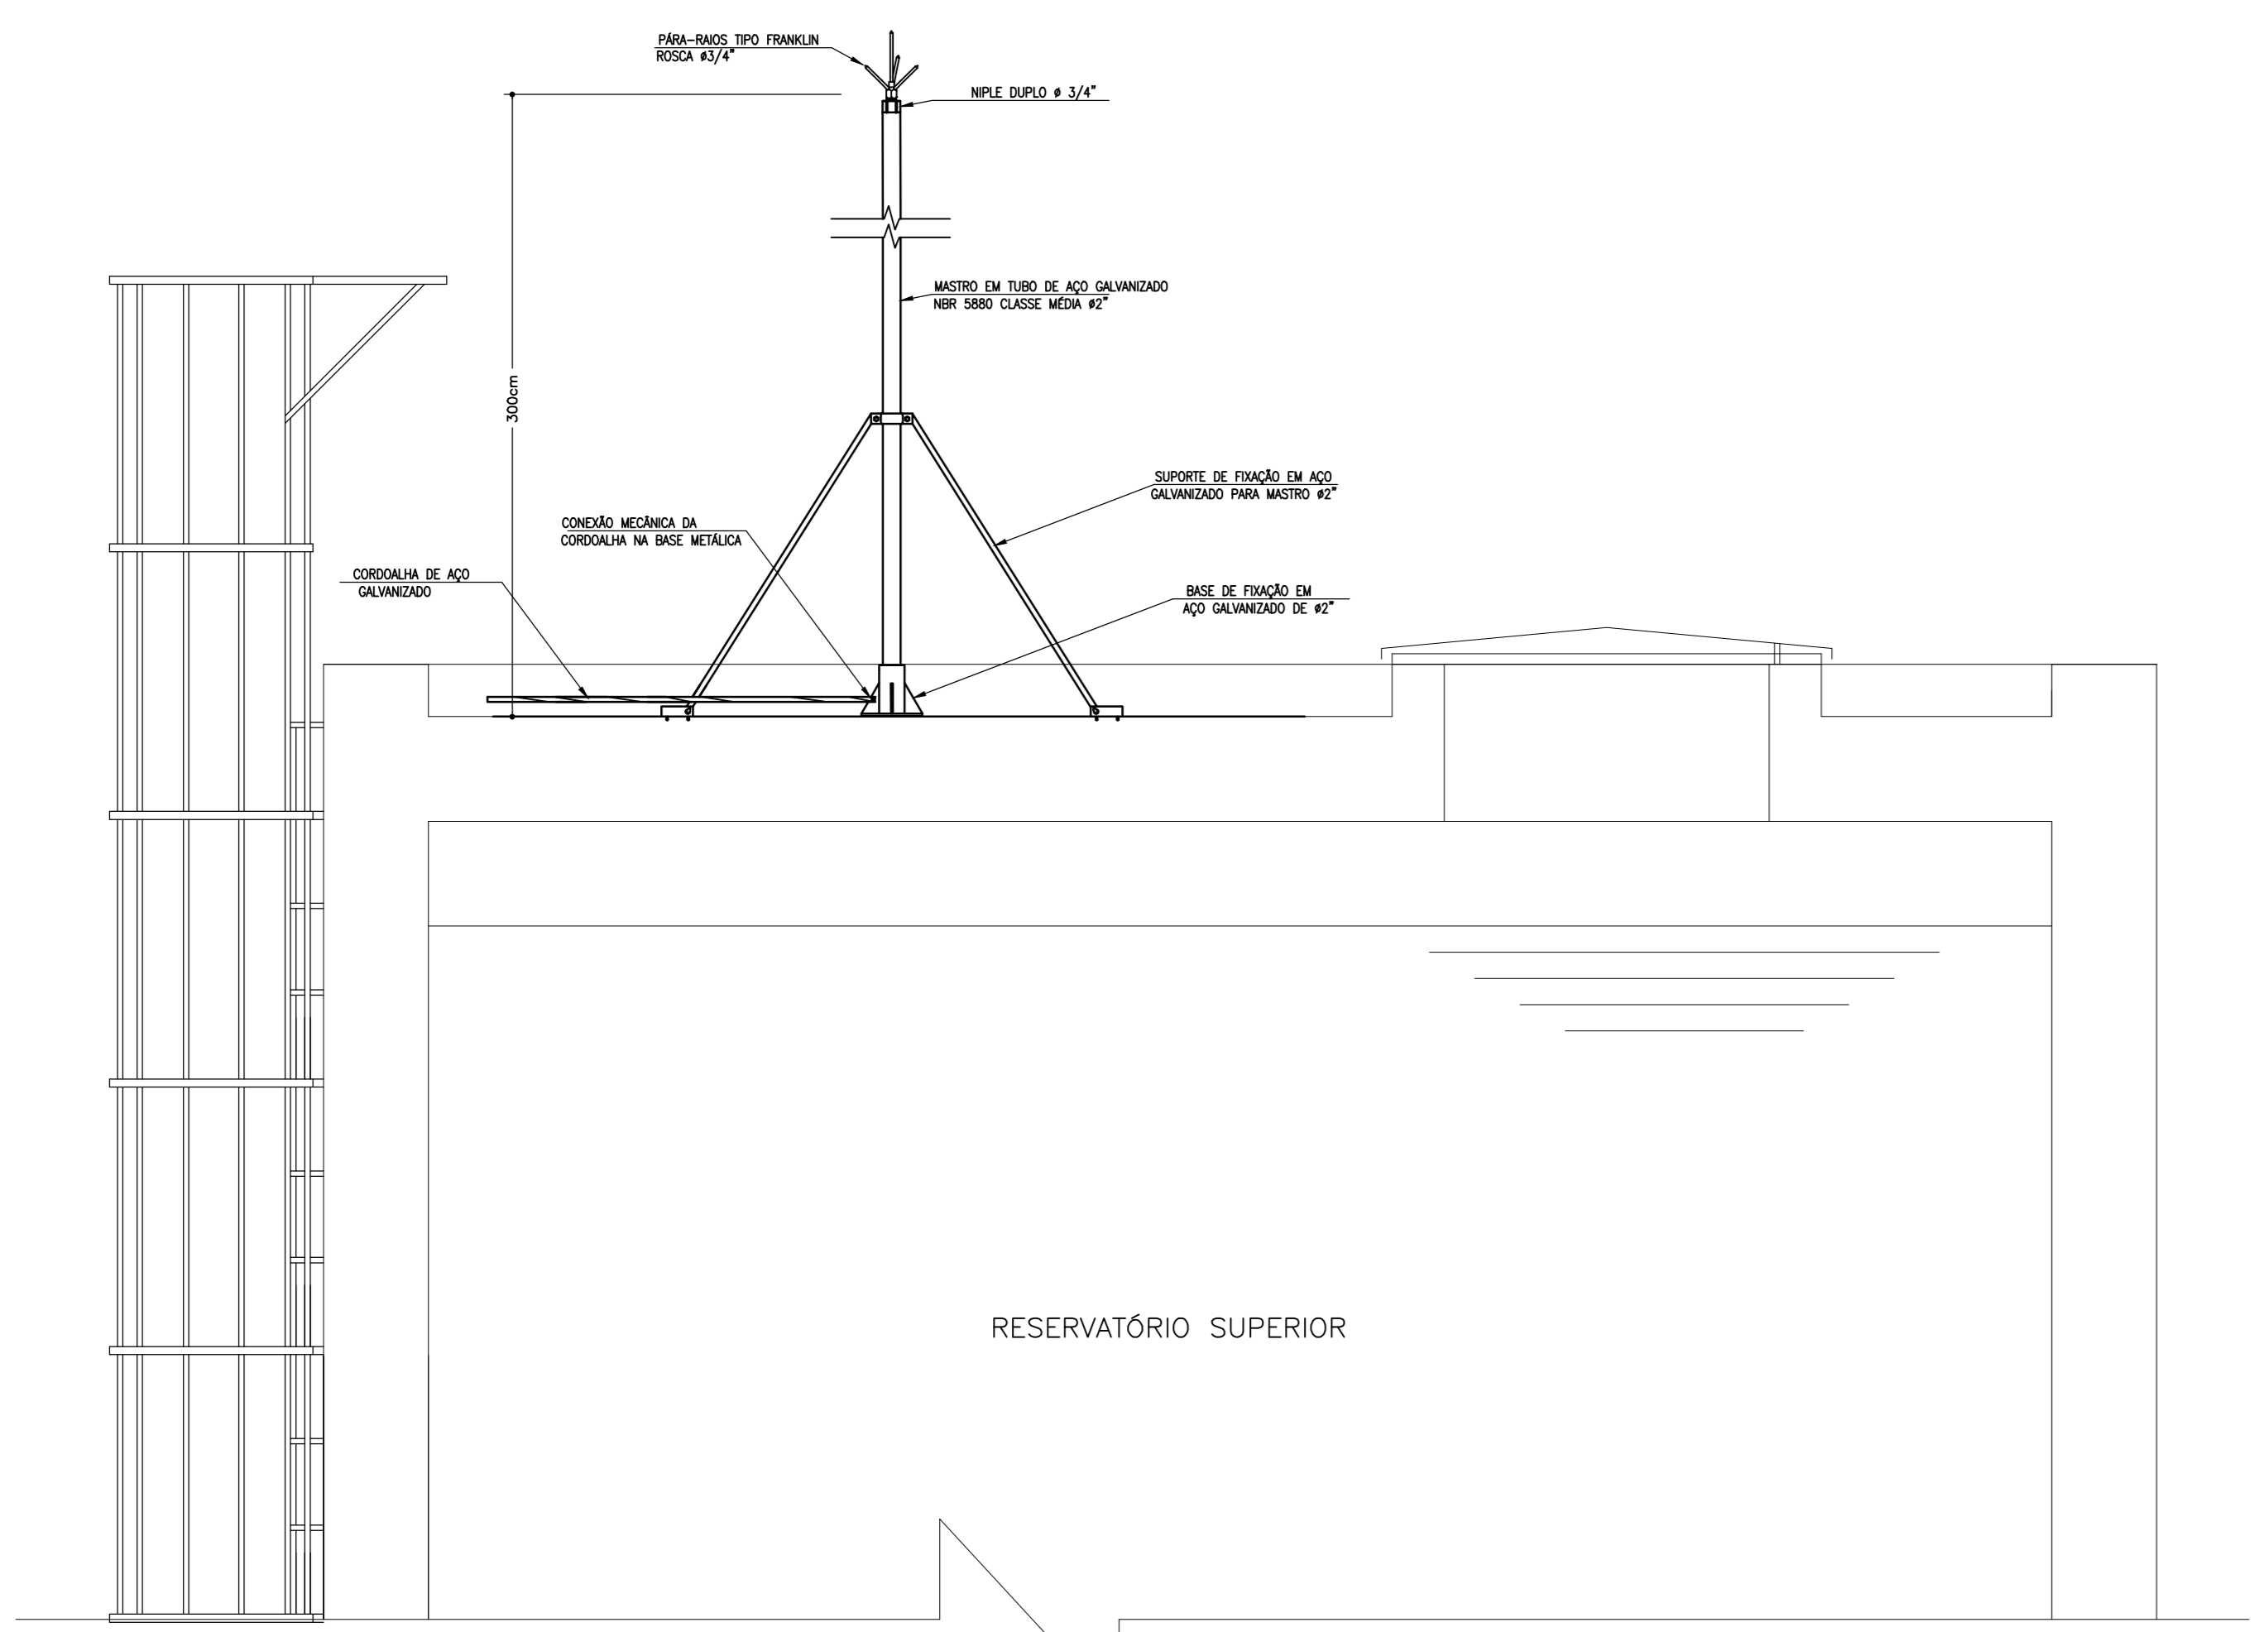 PÁRA-RAIOS TIPO FRANKLIN
ROSCA ø3/4"
NIPLE DUPLO ø 3/4"
MASTRO EM TUBO DE AÇO GALVANIZADO
NBR 5880 CLASSE MÉDIA ø2"
300cm
SUPORTE DE FIXAÇÃO EM AÇO
GALVANIZADO PARA MASTRO ø2"
CONEXÃO MECÂNICA DA
CORDOALHA NA BASE METÁLICA
CORDOALHA DE AÇO
GALVANIZADO
BASE DE FIXAÇÃO EM
AÇO GALVANIZADO DE ø2"
RESERVATÓRIO SUPERIOR